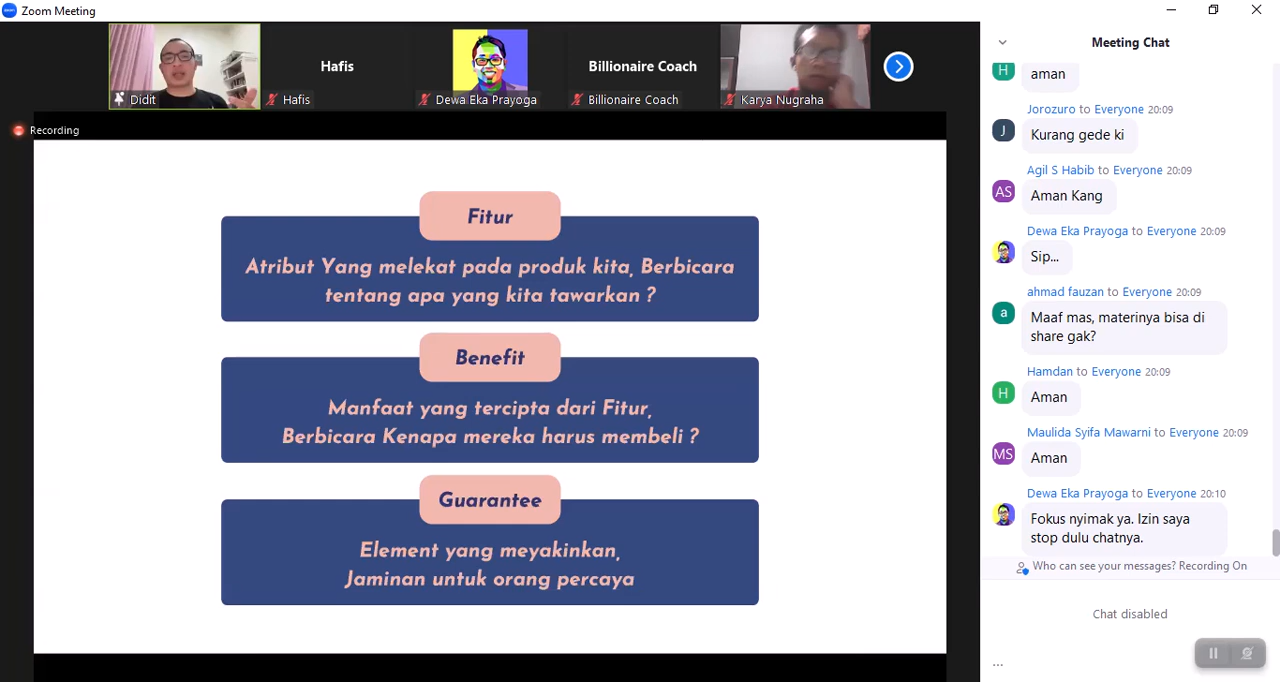 Zoom Meeting
Hafis
Billionaire Coach
Didit
Hafis
Dewa Eka Prayoga
Billionaire Coach
Karya Nugraha
Recording
Fitur
Atribut Yang melekat pada produk kita, Berbicara
tentang apa yang kita tawarkan ?
Benefit
Manfaat yang tercipta dari Fitur,
Berbicara Kenapa mereka harus membeli ?
Guarantee
Element yang meyakinkan,
Jaminan untuk orang percaya
Meeting Chat
H
aman
Jorozuro to Everyone 20:09
J
Kurang gede ki
Agil S Habib to Everyone 20:09
AS
Aman Kang
Dewa Eka Prayoga to Everyone 20:09
Sip...
ahmad fauzan to Everyone 20:09
a
Maaf mas, materinya bisa di
share gak?
Hamdan to Everyone 20:09
H
Aman
Maulida Syifa Mawarni to Everyone 20:09
MS
Aman
Dewa Eka Prayoga to Everyone 20:10
Fokus nyimak ya. Izin saya
stop dulu chatnya.
Who can see your messages? Recording On
Chat disabled
...